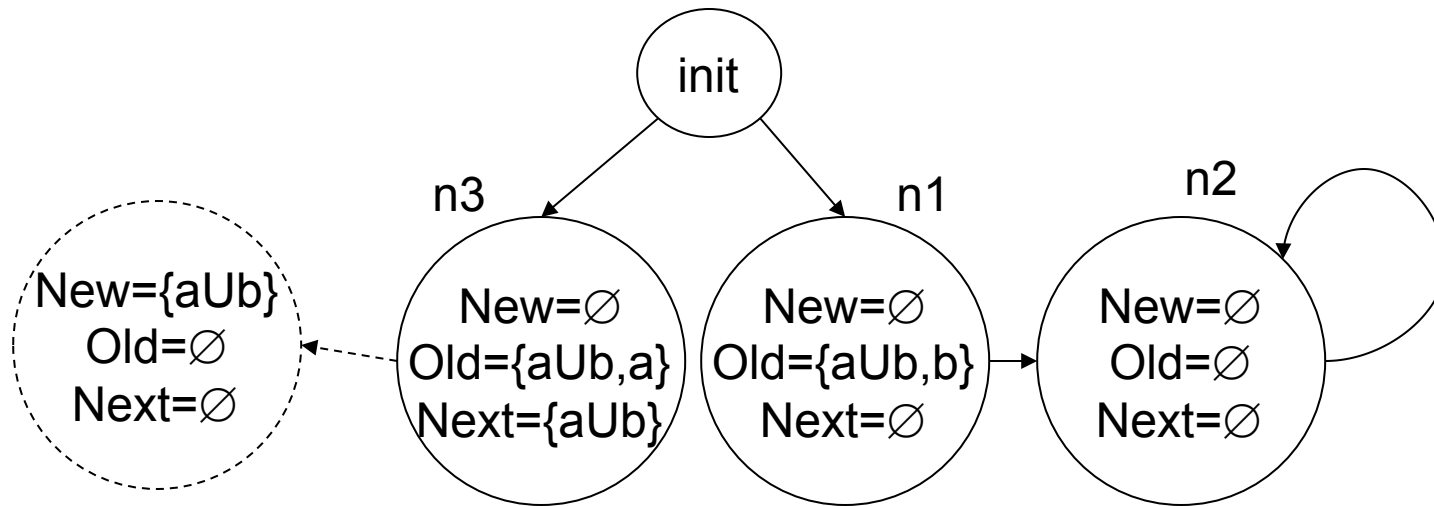 init
n3
n1
n2
New={aUb}
Old=∅
Next=∅
New=∅
Old={aUb,a}
Next={aUb}
New=∅
Old={aUb,b}
Next=∅
New=∅
Old=∅
Next=∅